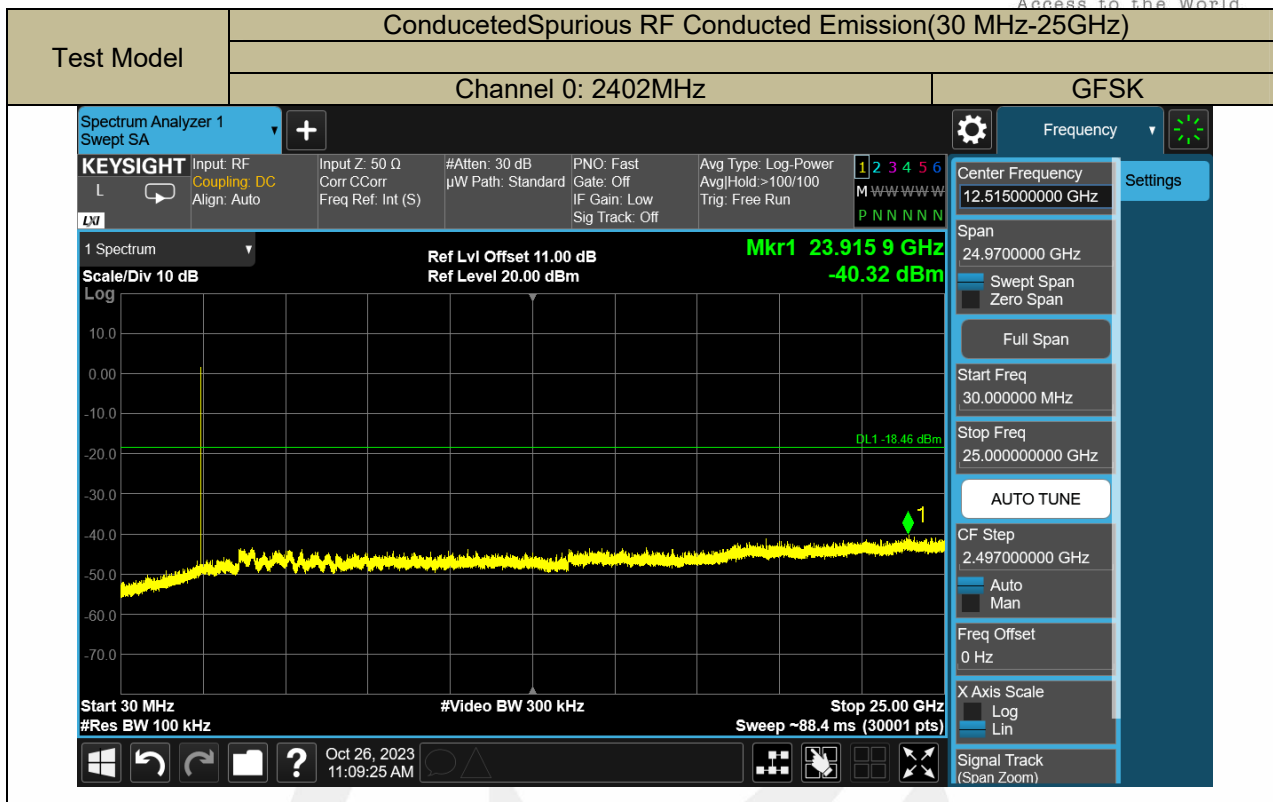 Access to the World
Test Model
ConducetedSpurious RF Conducted Emission(30 MHz-25GHz)
Channel 0: 2402MHz
GFSK
Spectrum Analyzer 1
Swept SA
Frequency
KEYSIGHT
L
LXI
Input: RF
Coupling: DC
Align: Auto
Input Z: 50 Ω
Corr CCorr
Freq Ref: Int (S)
#Atten: 30 dB
µW Path: Standard
PNO: Fast
Gate: Off
IF Gain: Low
Sig Track: Off
Avg Type: Log-Power
Avg|Hold:>100/100
Trig: Free Run
1 2 3 4 5 6
M W W W W W
P N N N N N
1 Spectrum
Scale/Div 10 dB
Log
Ref Lvl Offset 11.00 dB
Ref Level 20.00 dBm
Mkr1 23.915 9 GHz
-40.32 dBm
10.0
0.00
-10.0
-20.0
-30.0
-40.0
-50.0
-60.0
-70.0
DL1 -18.46 dBm
1
Start 30 MHz
#Res BW 100 kHz
#Video BW 300 kHz
Stop 25.00 GHz
Sweep ~88.4 ms (30001 pts)
Oct 26, 2023
11:09:25 AM
Center Frequency
12.515000000 GHz
Span
24.9700000 GHz
Swept Span
Zero Span
Full Span
Start Freq
30.000000 MHz
Stop Freq
25.000000000 GHz
AUTO TUNE
CF Step
2.497000000 GHz
Auto
Man
Freq Offset
0 Hz
X Axis Scale
Log
Lin
Signal Track
(Span Zoom)
Settings